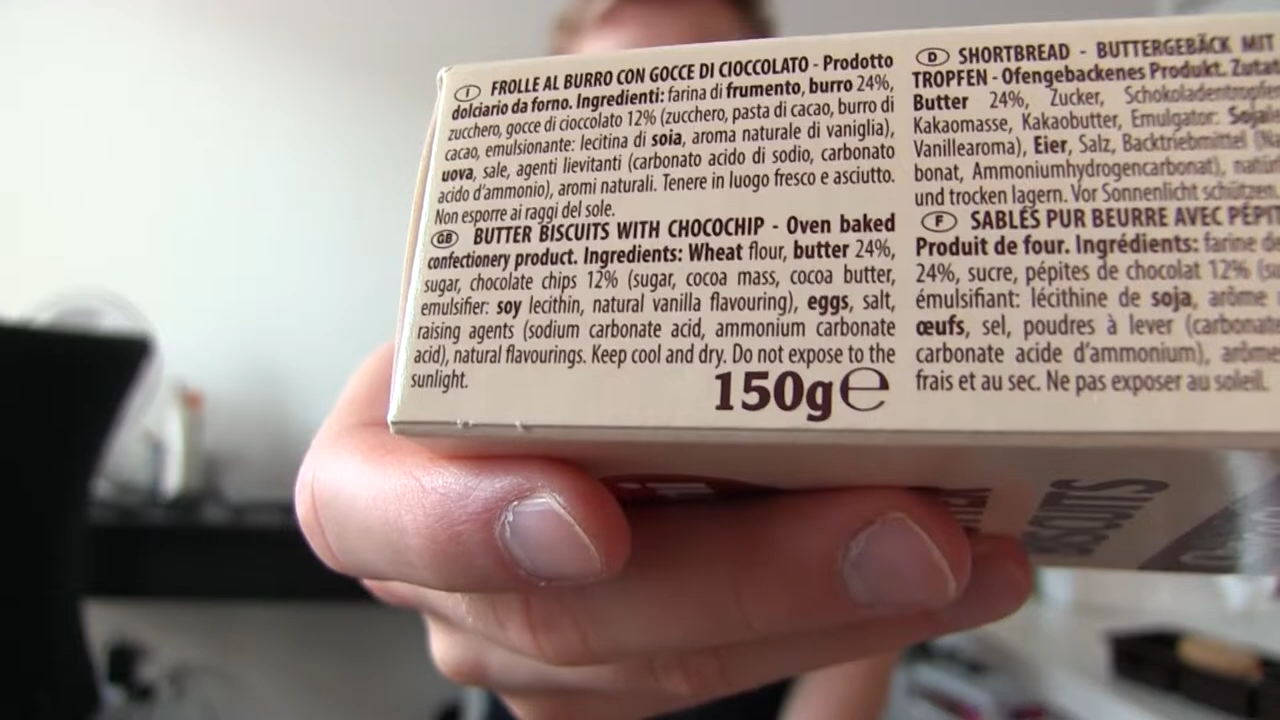 I FROLLE AL BURRO CON GOCCE DI CIOCCOLATO - Prodotto
dolciario da forno. Ingredienti: farina di frumento, burro 24%,
zucchero, gocce di cioccolato 12% (zucchero, pasta di cacao, burro di
cacao, emulsionante: lecitina di soia, aroma naturale di vaniglia),
uova, sale, agenti lievitanti (carbonato acido di sodio, carbonato
acido d'ammonio), aromi naturali. Tenere in luogo fresco e asciutto.
Non esporre ai raggi del sole.
GB BUTTER BISCUITS WITH CHOCOCHIP - Oven baked
confectionery product. Ingredients: Wheat flour, butter 24%,
sugar, chocolate chips 12% (sugar, cocoa mass, cocoa butter,
emulsifier: soy lecithin, natural vanilla flavouring), eggs, salt,
raising agents (sodium carbonate acid, ammonium carbonate
acid), natural flavourings. Keep cool and dry. Do not expose to the
sunlight.
150g e
D SHORTBREAD - BUTTERGEBÄCK MIT
TROPFEN - Ofengebackenes Produkt.
Butter 24%, Zucker, Schokoladentropfen
Kakaomasse, Kakaobutter, Emulgator:
Vanillearoma), Eier, Salz, Backtriebmittel
bonat, Ammoniumhydrogencarbonat),
und trocken lagern. Vor Sonnenlicht schützen.
F SABLÉS PUR BEURRE AVEC
Produit de four. Ingrédients: farine
24%, sucre, pépites de chocolat 12%
émulsifiant: lécithine de soja, arôme
œufs, sel, poudres à lever
carbonate acide d'ammonium),
frais et au sec. Ne pas exposer au soleil.
BISCUITS